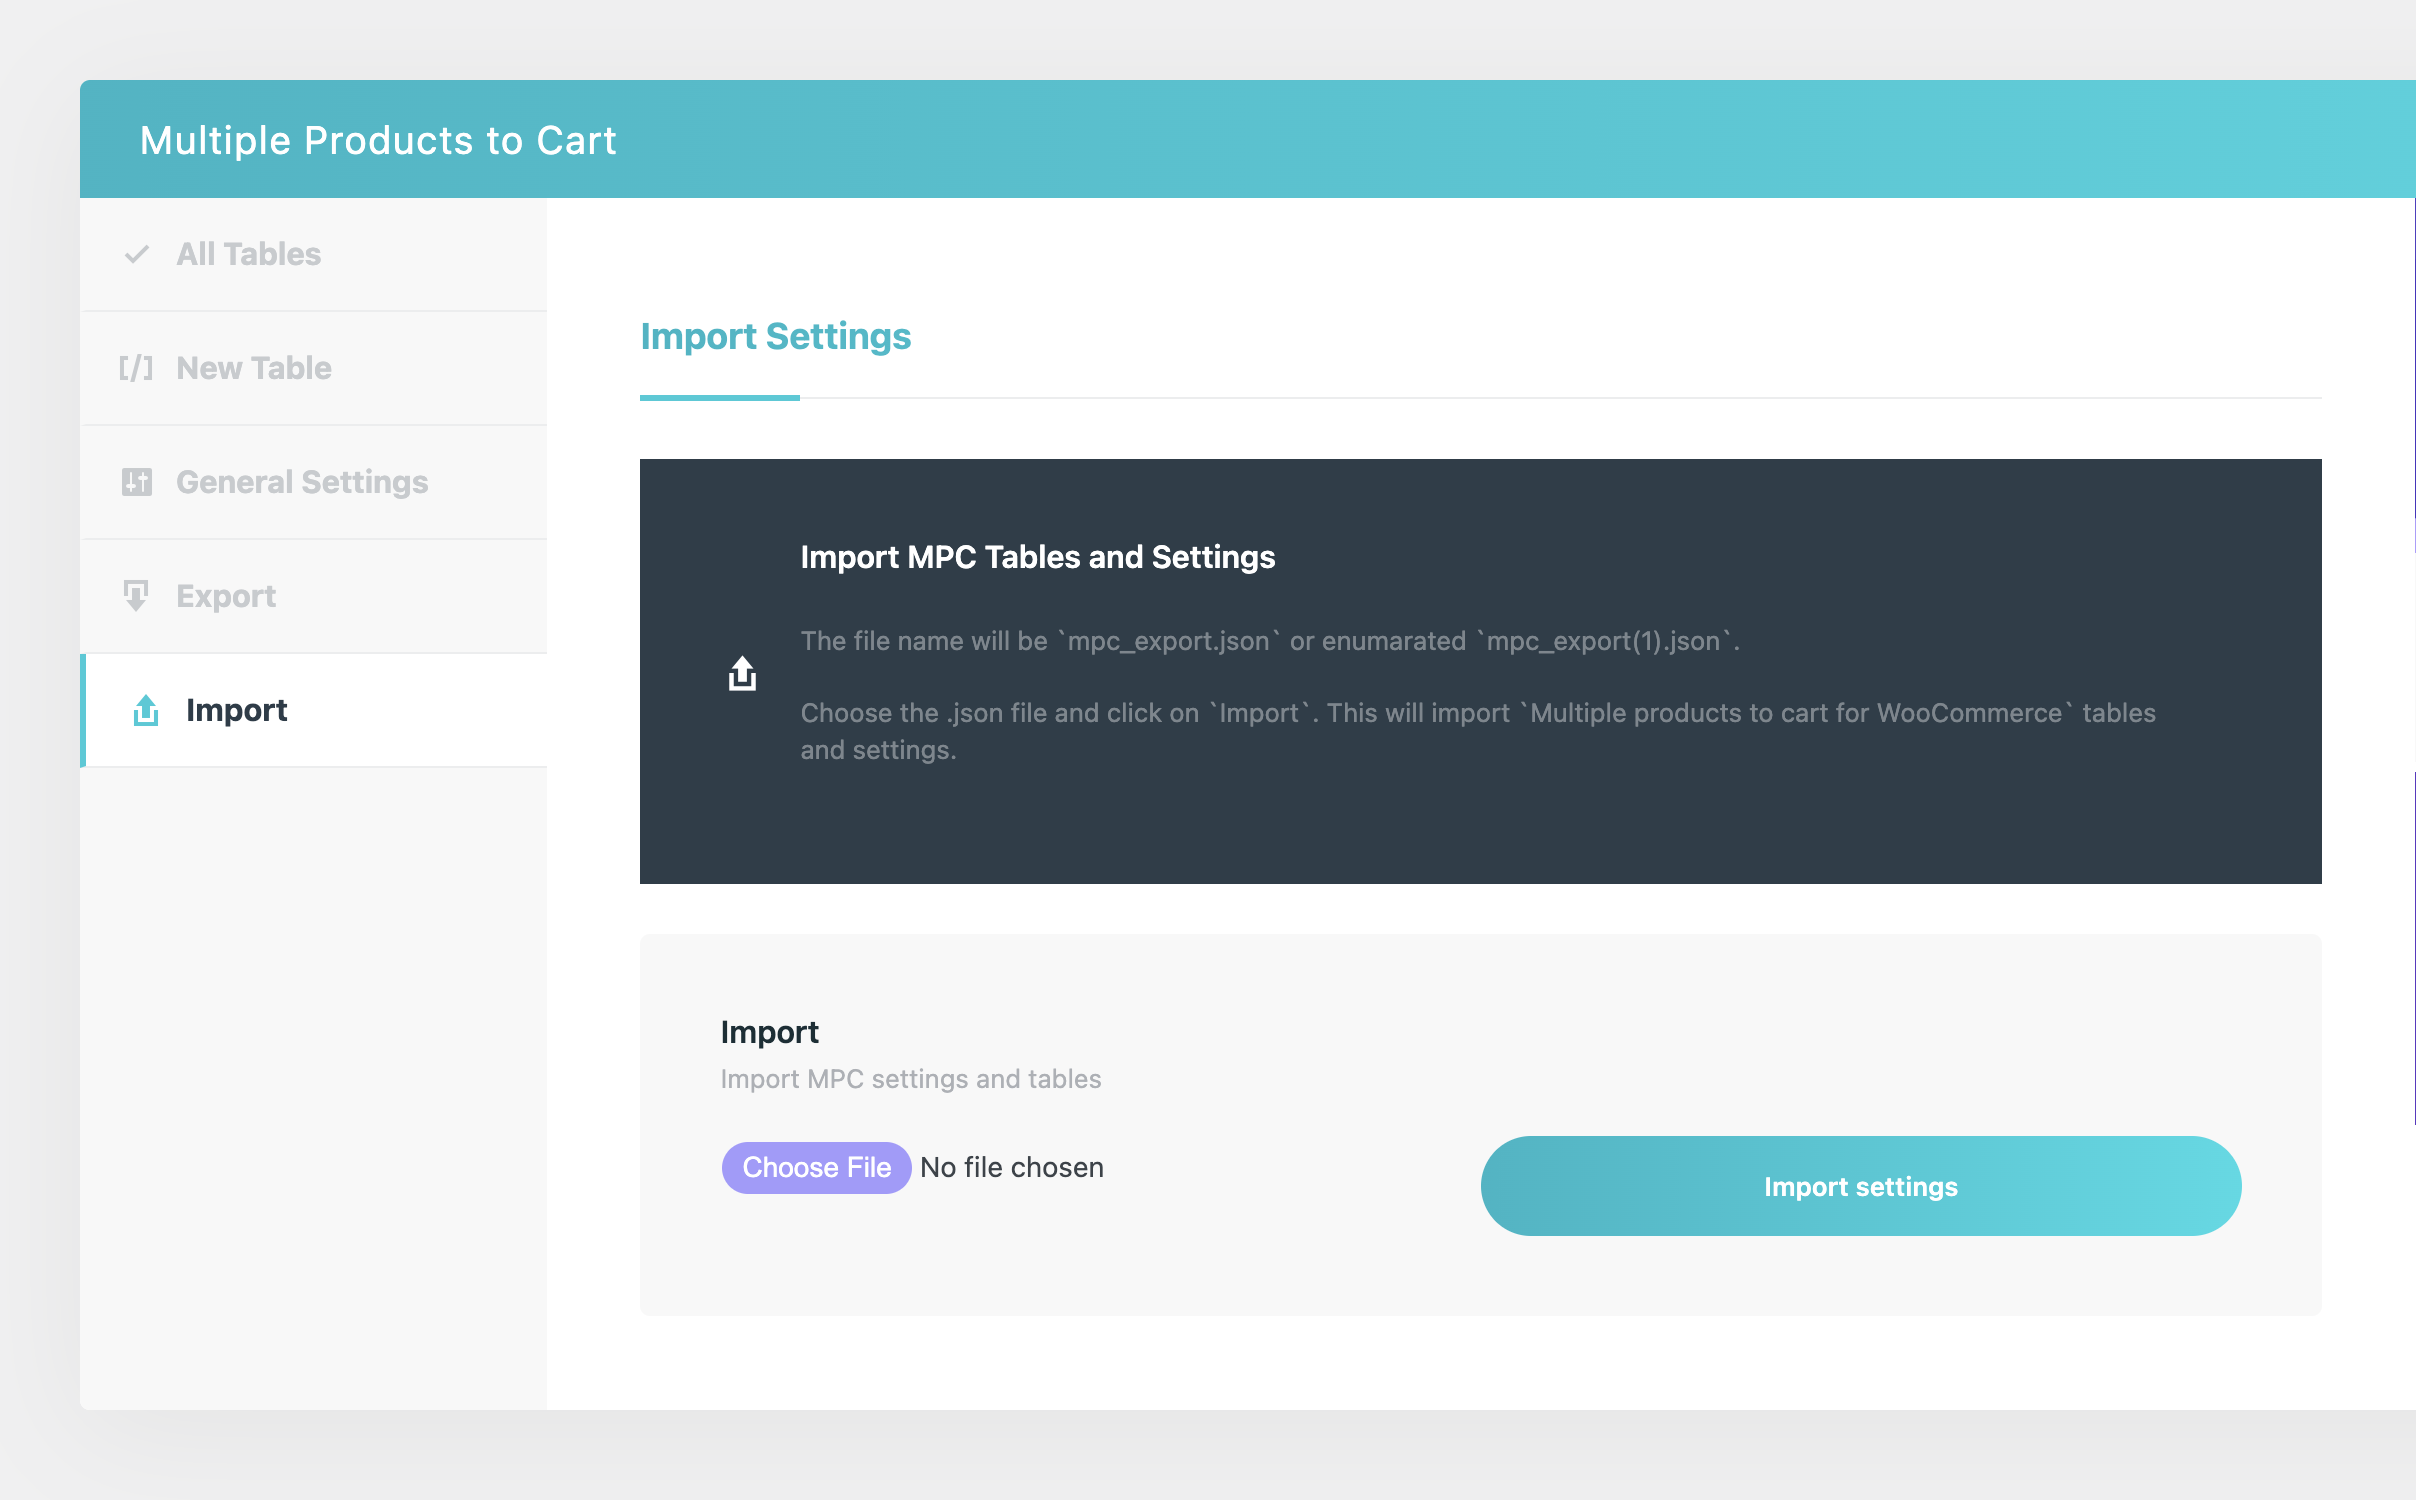 Multiple Products to Cart
All Tables
[/] New Table
General Settings
Export
Import
Import Settings
Import MPC Tables and Settings
The file name will be `mpc_export.json` or enumarated `mpc_export(1).json`.
Choose the .json file and click on `Import`. This will import `Multiple products to cart for WooCommerce` tables
and settings.
Import
Import MPC settings and tables
Choose File No file chosen
Import settings